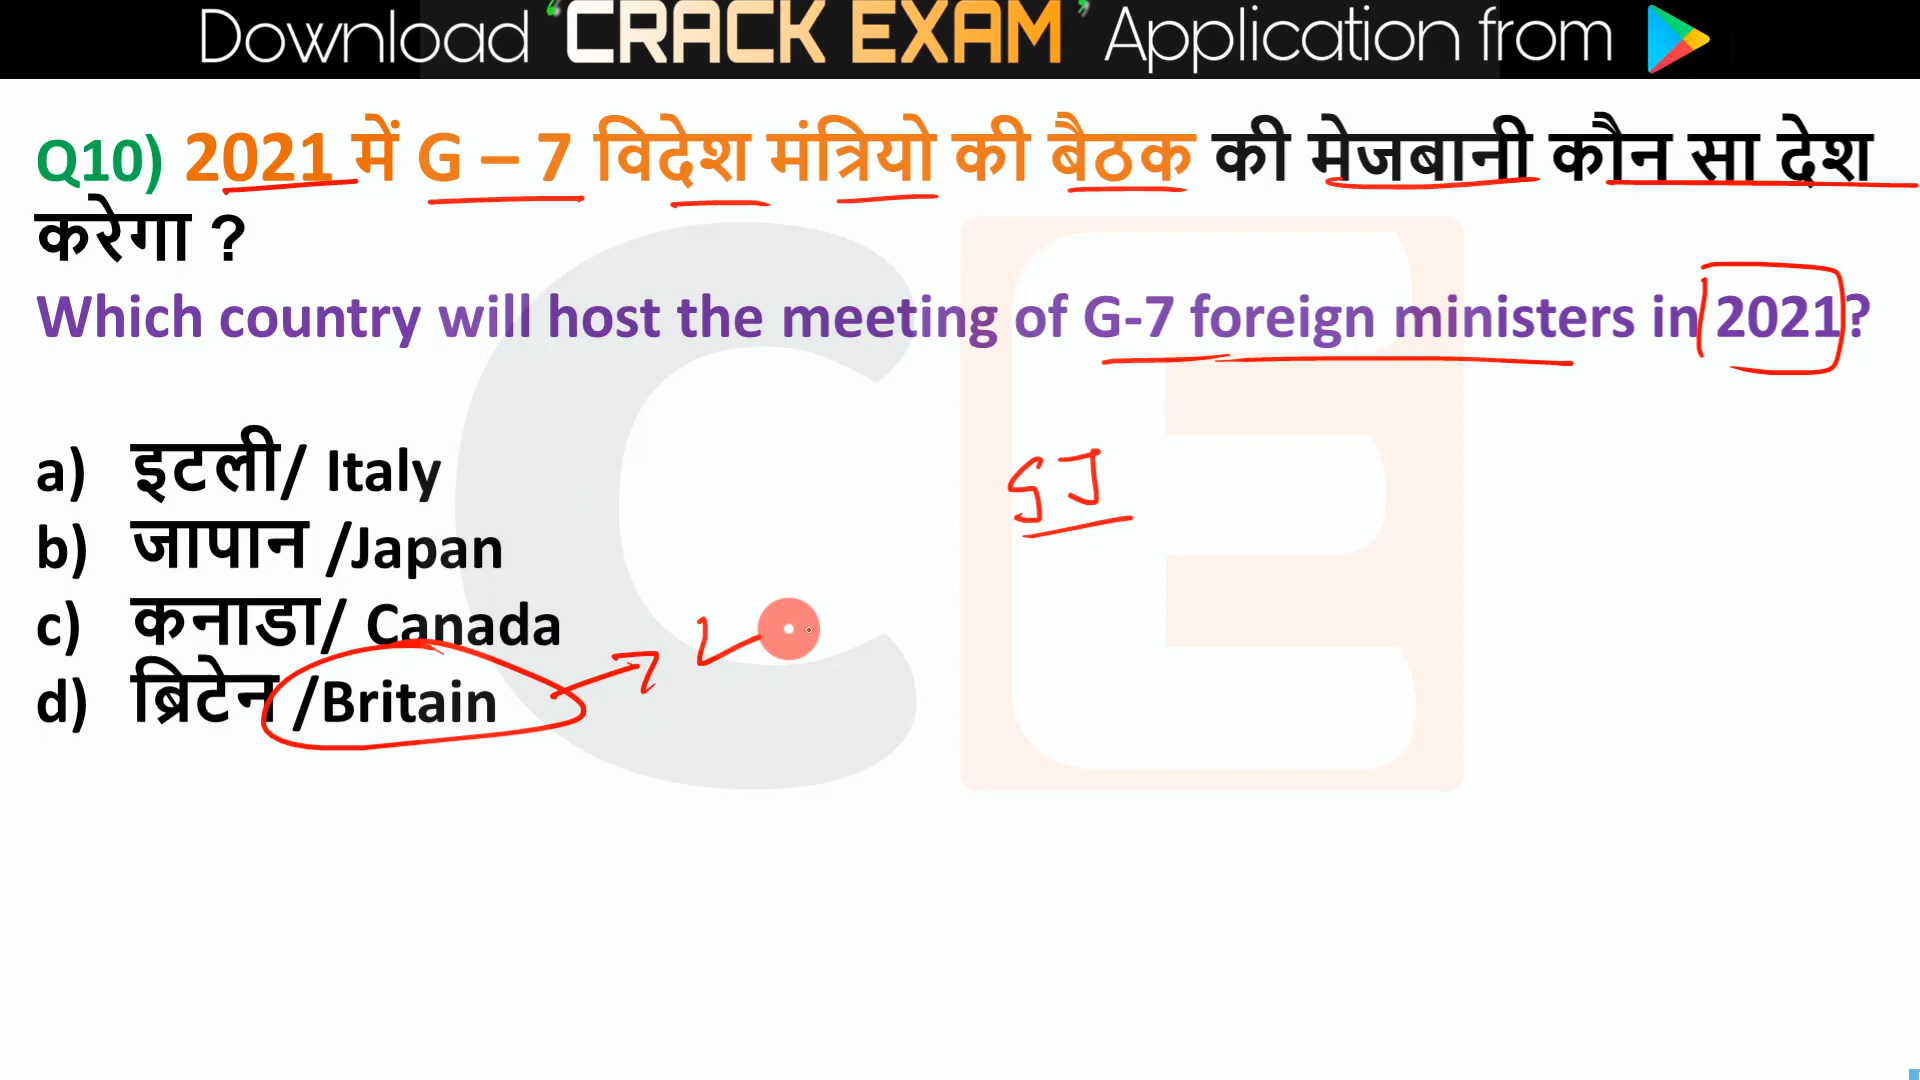 Download ‘CRACK EXAM’ Application from
Q10) 2021 में G – 7 विदेश मंत्रियो की बैठक की मेजबानी कौन सा देश
करेगा ?
Which country will host the meeting of G-7 foreign ministers in 2021?
a) इटली/ Italy
b) जापान /Japan
c) कनाडा/ Canada
d) ब्रिटेन /Britain